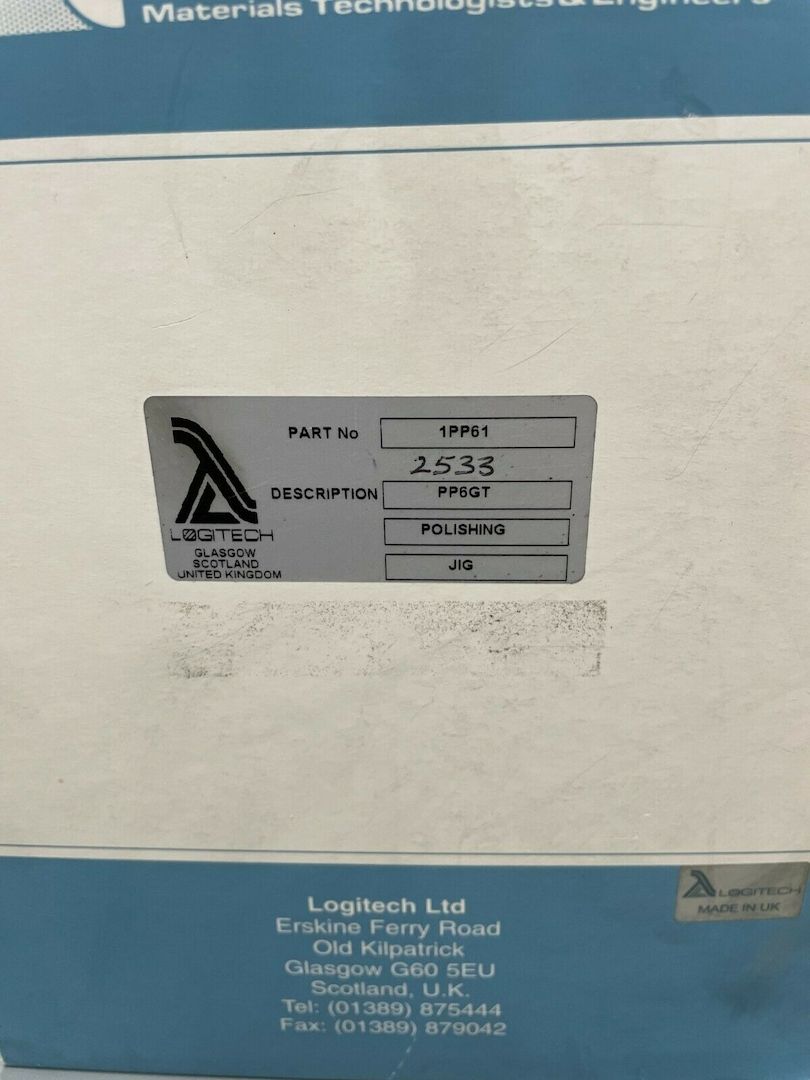 Materials Technologists & Engineers
PART No 1PP61
2533
DESCRIPTION PP6GT
POLISHING
JIG
LOGITECH
GLASGOW
SCOTLAND
UNITED KINGDOM
LOGITECH
MADE IN UK
Logitech Ltd
Erskine Ferry Road
Old Kilpatrick
Glasgow G60 5EU
Scotland, U.K.
Tel: (01389) 875444
Fax: (01389) 879042